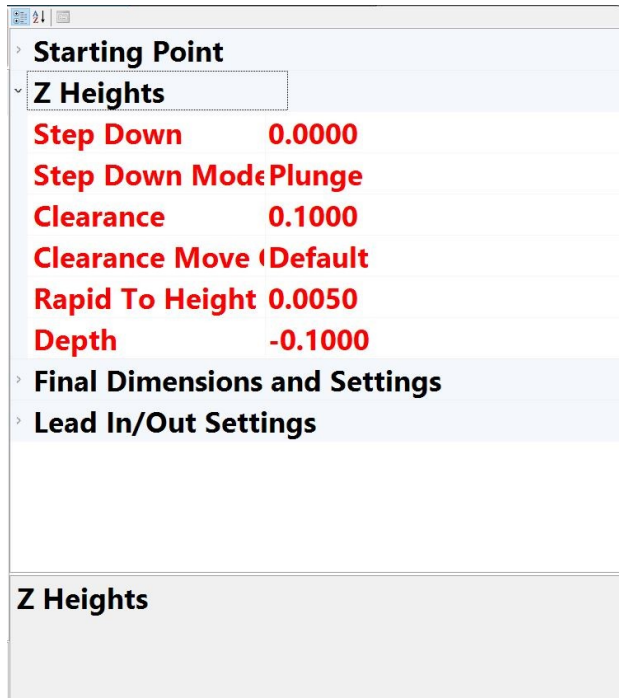 Starting Point
Z Heights
Step Down 0.0000
Step Down Mode Plunge
Clearance 0.1000
Clearance Move Default
Rapid To Height 0.0050
Depth -0.1000
Final Dimensions and Settings
Lead In/Out Settings
Z Heights